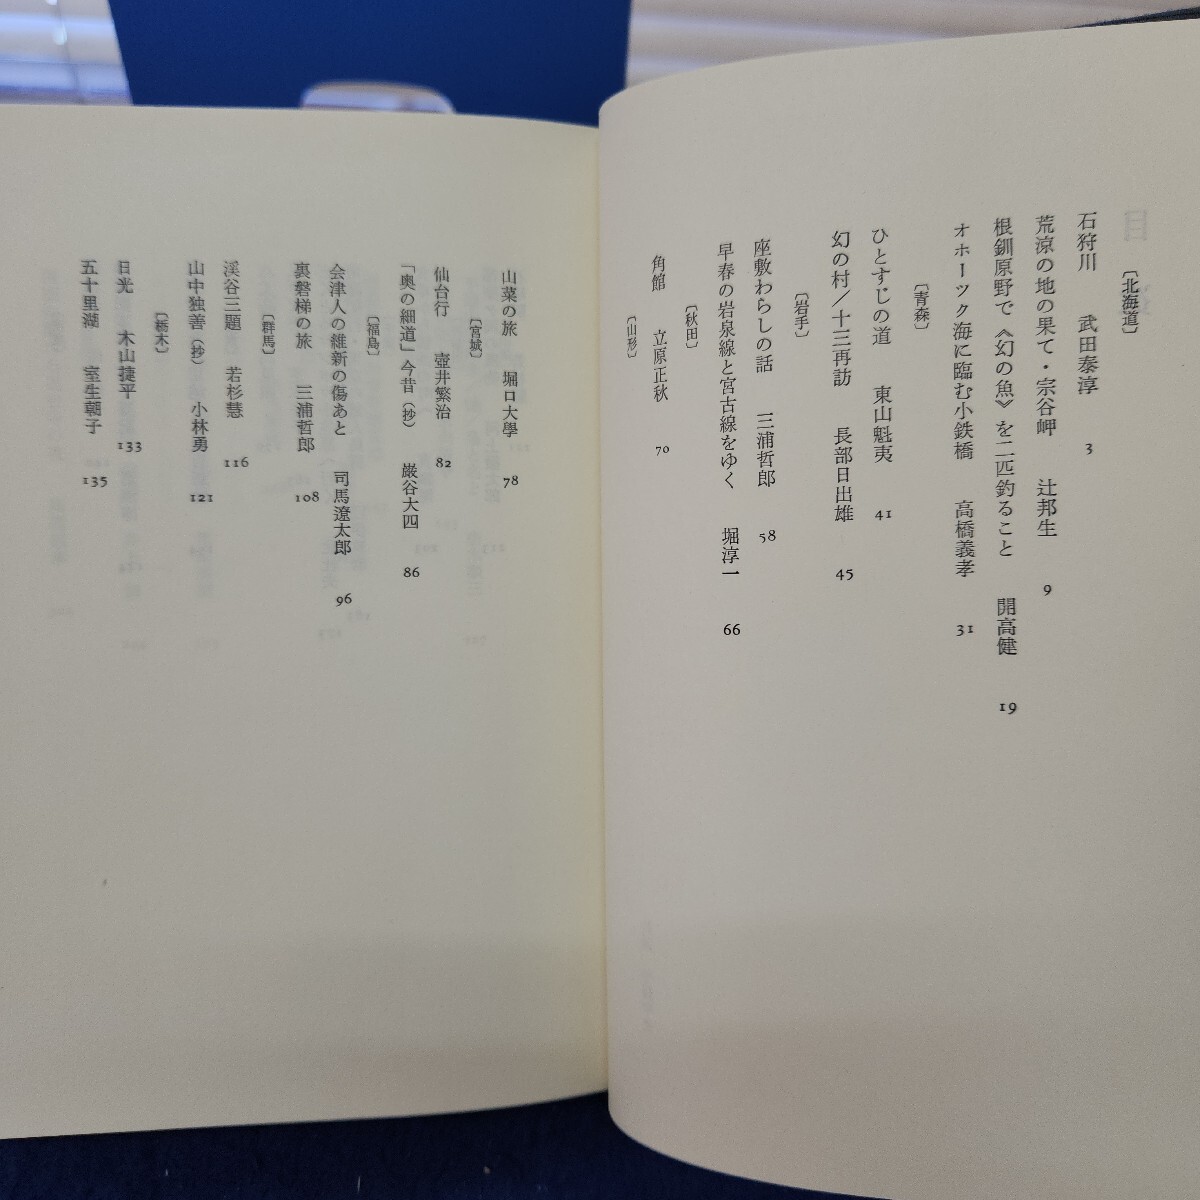 目
〔北海道〕
石狩川 武田泰淳 3
荒涼の地の果て・宗谷岬 辻邦生 9
根釧原野で《幻の魚》を二匹釣ること 開高健 19
オホーツク海に臨む小鉄橋 高橋義孝 31
〔青森〕
ひとすじの道 東山魁夷 41
幻の村／十三再訪 長部日出雄 45
〔岩手〕
座敷わらしの話 三浦哲郎 58
早春の岩泉線と宮古線をゆく 堀淳一 66
〔秋田〕
角館 立原正秋 70
〔山形〕
山菜の旅 堀口大學 78
〔宮城〕
仙台行 壺井繁治 82
「奥の細道」今昔（抄） 巌谷大四 86
〔福島〕
会津人の維新の傷あと 司馬遼太郎 96
裏磐梯の旅 三浦哲郎 108
〔群馬〕
渓谷三題 若杉慧 116
山中独善（抄） 小林勇 121
〔栃木〕
日光 木山捷平 133
五十里湖 室生朝子 135